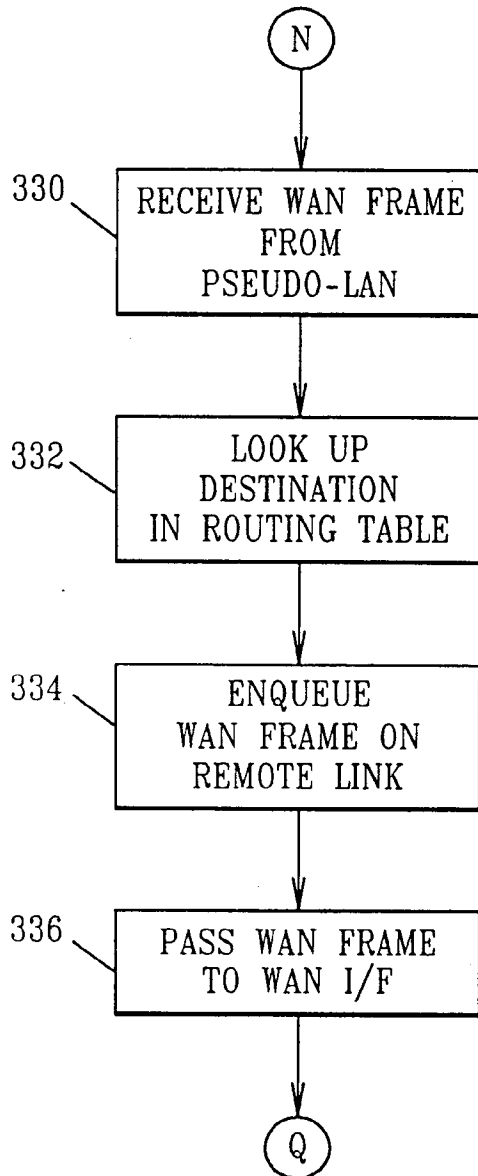 N
330
RECEIVE WAN FRAME
FROM
PSEUDO-LAN
332
LOOK UP
DESTINATION
IN ROUTING TABLE
334
ENQUEUE
WAN FRAME ON
REMOTE LINK
336
PASS WAN FRAME
TO WAN I/F
Q